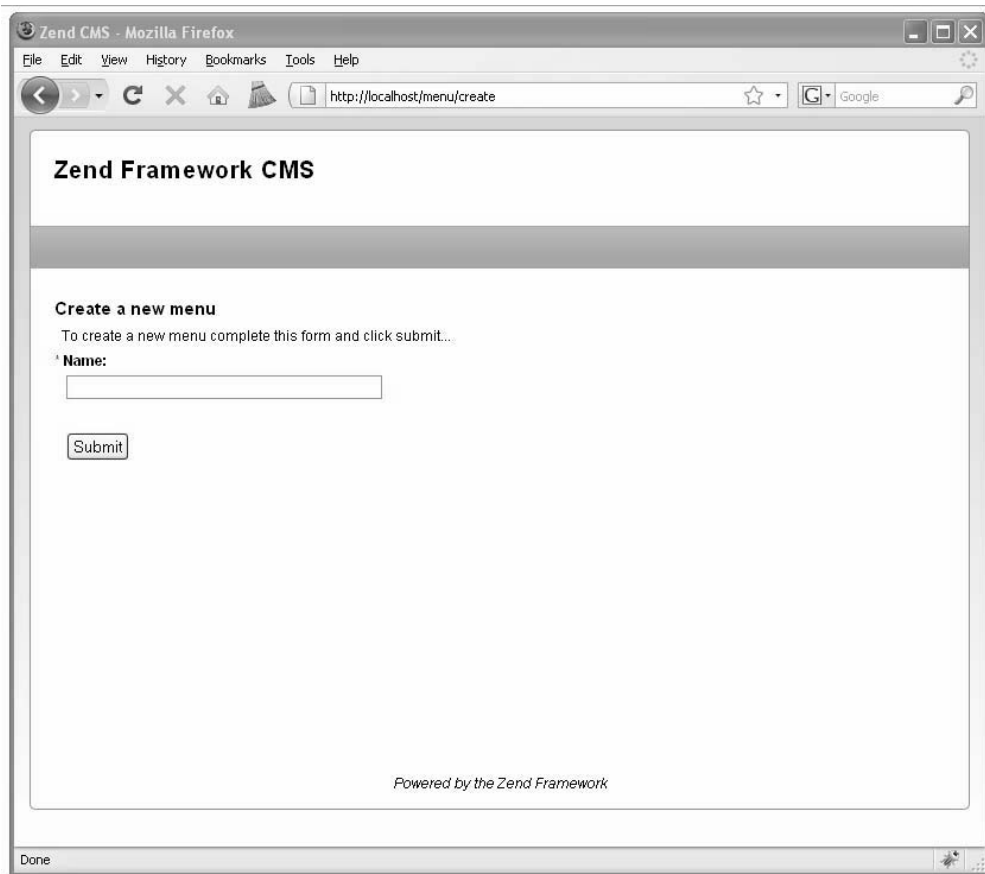 Zend CMS - Mozilla Firefox
File Edit View History Bookmarks Tools Help
http://localhost/menu/create
G Google
Zend Framework CMS
Create a new menu
To create a new menu complete this form and click submit...
* Name:
Submit
Powered by the Zend Framework
Done